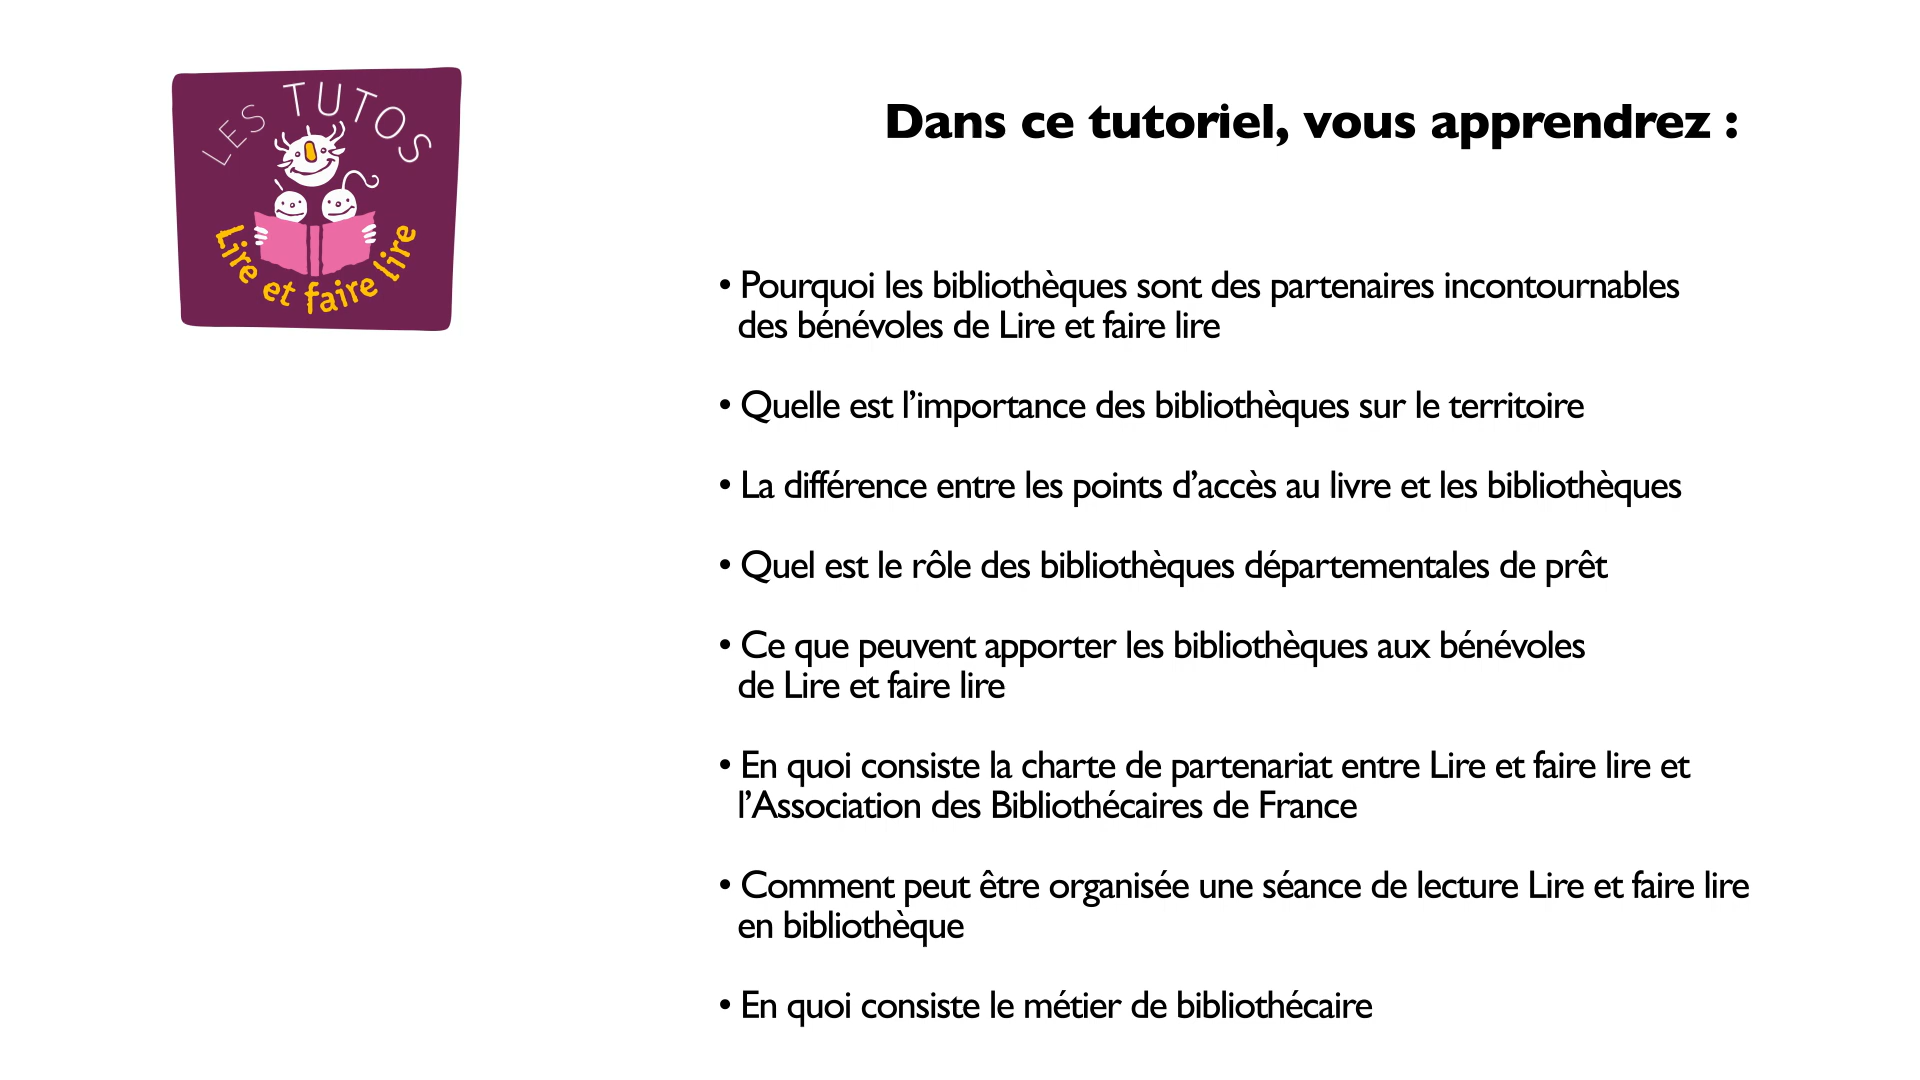 LES TUTOS
Lire et faire lire
Dans ce tutoriel, vous apprendrez :
• Pourquoi les bibliothèques sont des partenaires incontournables
des bénévoles de Lire et faire lire
• Quelle est l’importance des bibliothèques sur le territoire
• La différence entre les points d’accès au livre et les bibliothèques
• Quel est le rôle des bibliothèques départementales de prêt
• Ce que peuvent apporter les bibliothèques aux bénévoles
de Lire et faire lire
• En quoi consiste la charte de partenariat entre Lire et faire lire et
l’Association des Bibliothécaires de France
• Comment peut être organisée une séance de lecture Lire et faire lire
en bibliothèque
• En quoi consiste le métier de bibliothécaire